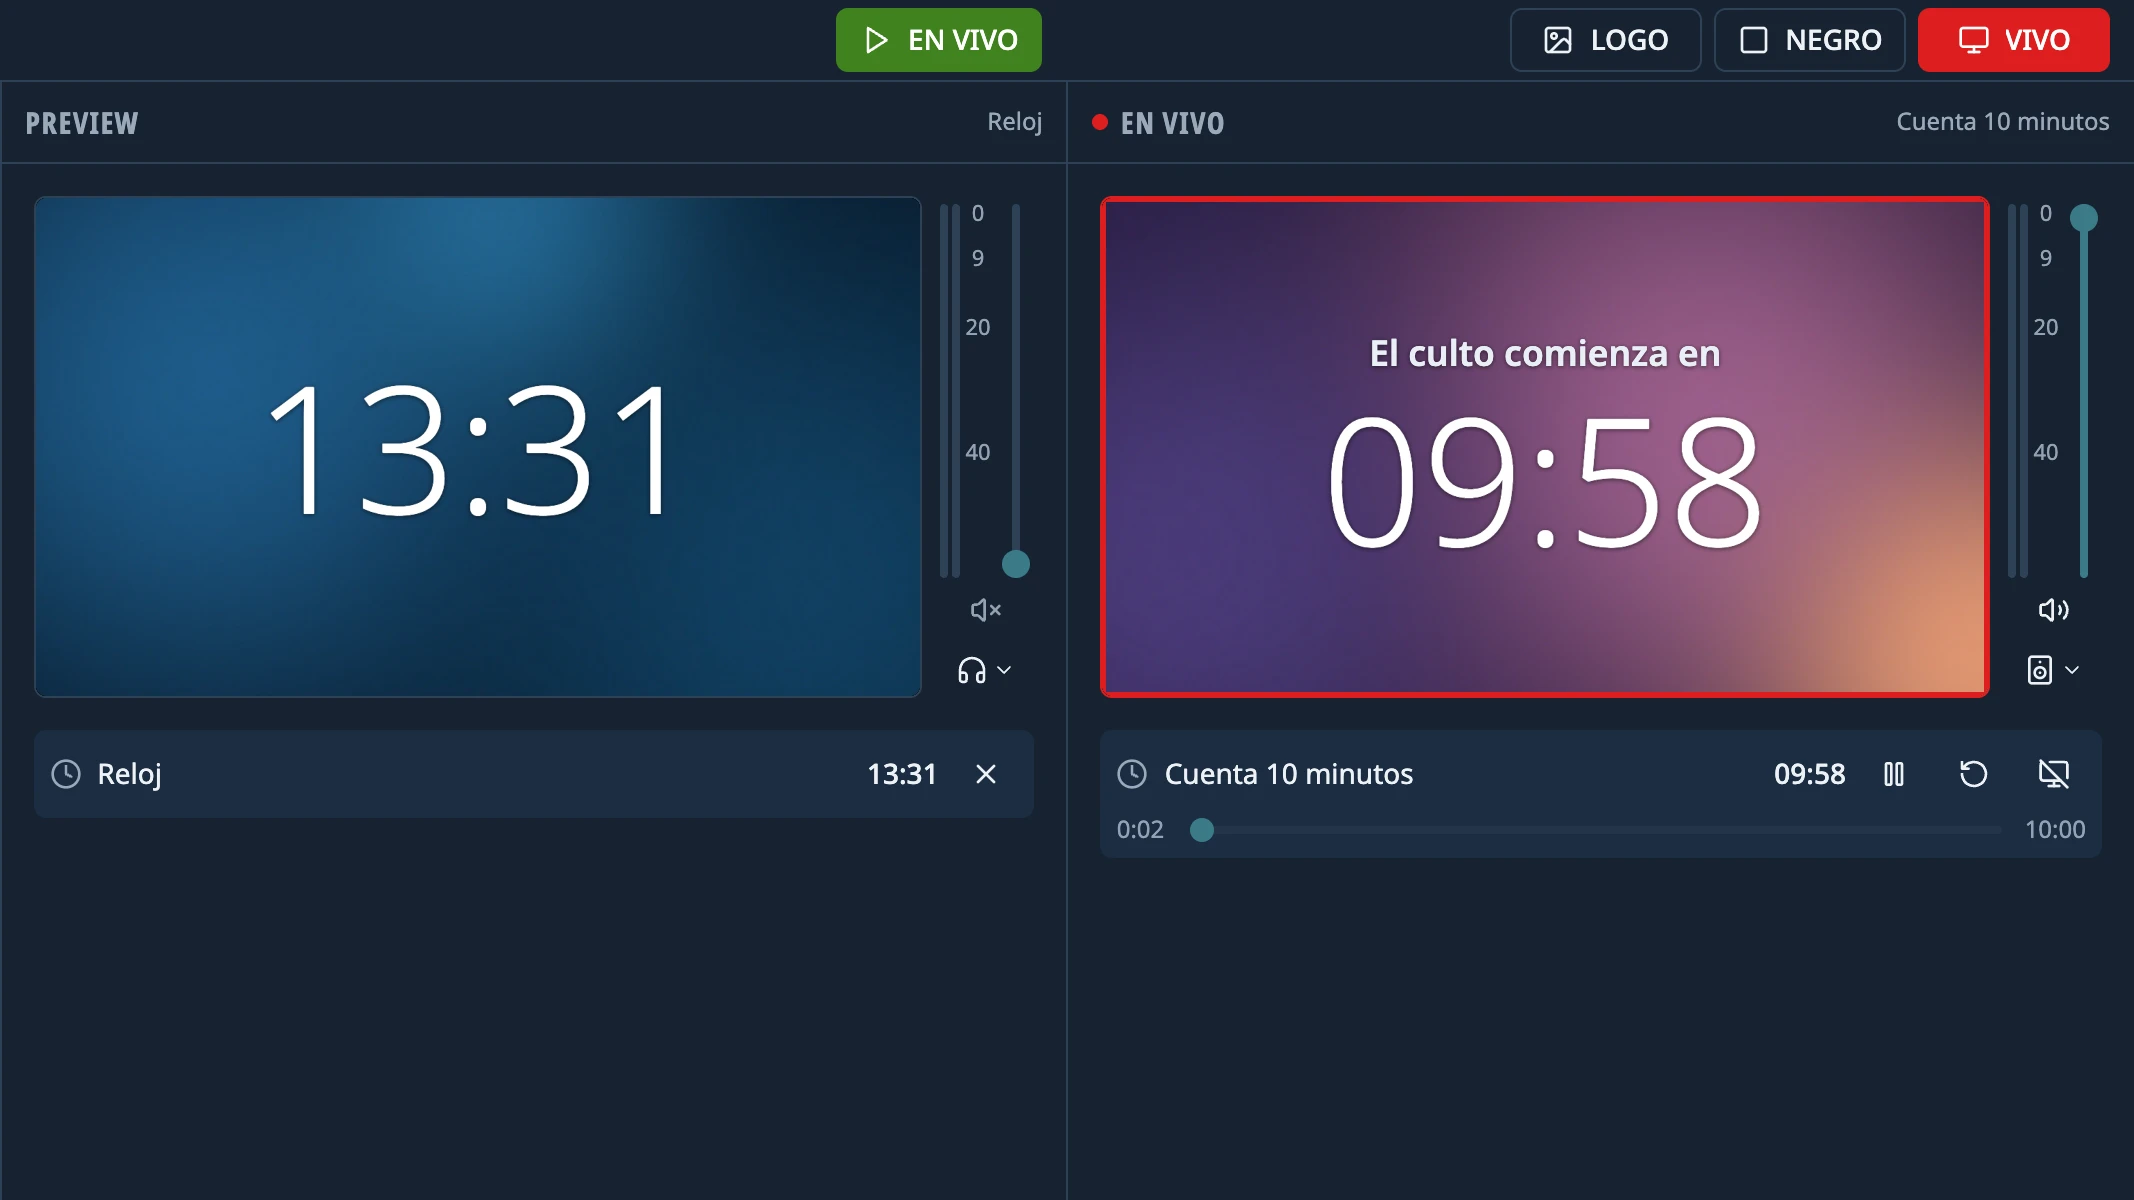 EN VIVO
LOGO
NEGRO
VIVO
PREVIEW
Reloj
EN VIVO
Cuenta 10 minutos
13:31
0
9
20
40
El culto comienza en
09:58
0
9
20
40
Reloj
13:31
Cuenta 10 minutos
09:58
0:02
10:00